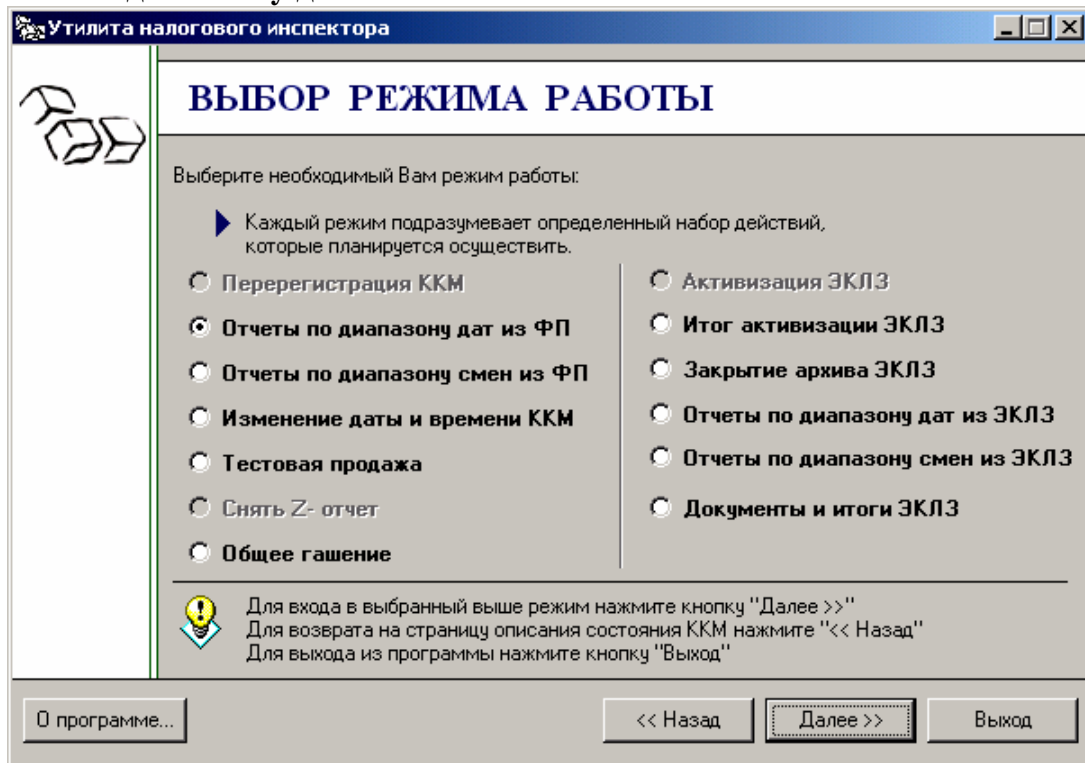 Утилита налогового инспектора
ВЫБОР РЕЖИМА РАБОТЫ
Выберите необходимый Вам режим работы:
Каждый режим подразумевает определенный набор действий,
которые планируется осуществить.
Перерегистрация ККМ
Отчеты по диапазону дат из ФП
Отчеты по диапазону смен из ФП
Изменение даты и времени ККМ
Тестовая продажа
Снять Z- отчет
Общее гашение
Активизация ЭКЛЗ
Итог активизации ЭКЛЗ
Закрытие архива ЭКЛЗ
Отчеты по диапазону дат из ЭКЛЗ
Отчеты по диапазону смен из ЭКЛЗ
Документы и итоги ЭКЛЗ
Для входа в выбранный выше режим нажмите кнопку "Далее >>"
Для возврата на страницу описания состояния ККМ нажмите "<< Назад"
Для выхода из программы нажмите кнопку "Выход"
О программе...
<< Назад
Далее >>
Выход